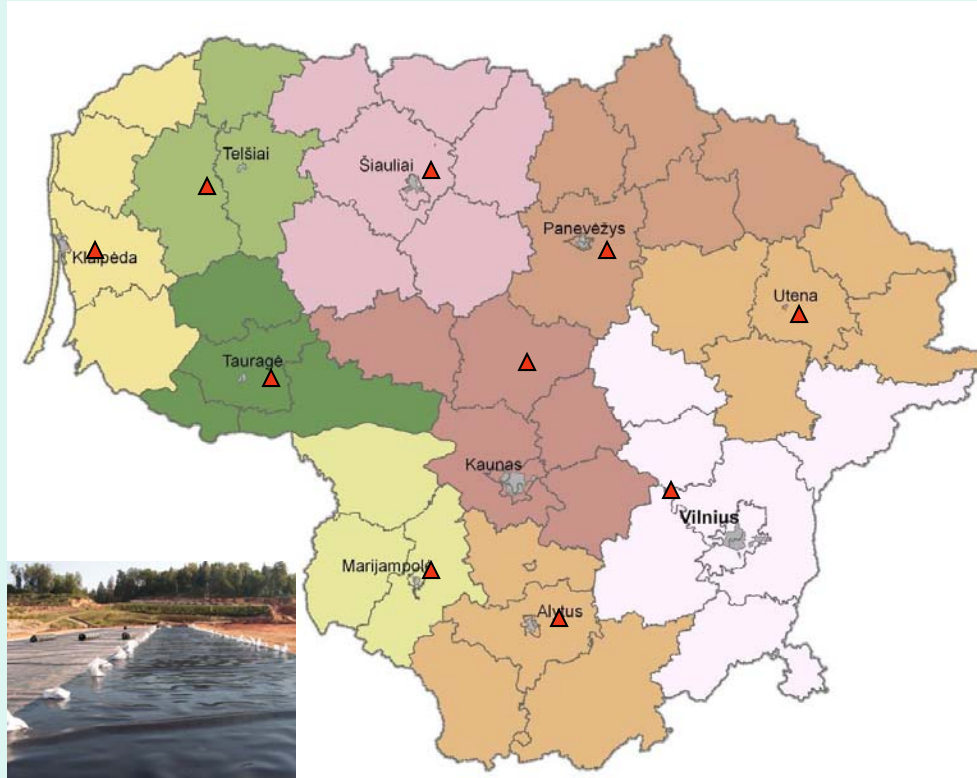 Telšiai
Šiauliai
Panevėžys
Klaipėda
Utena
Tauragė
Kaunas
Vilnius
Marijampolė
Alytus